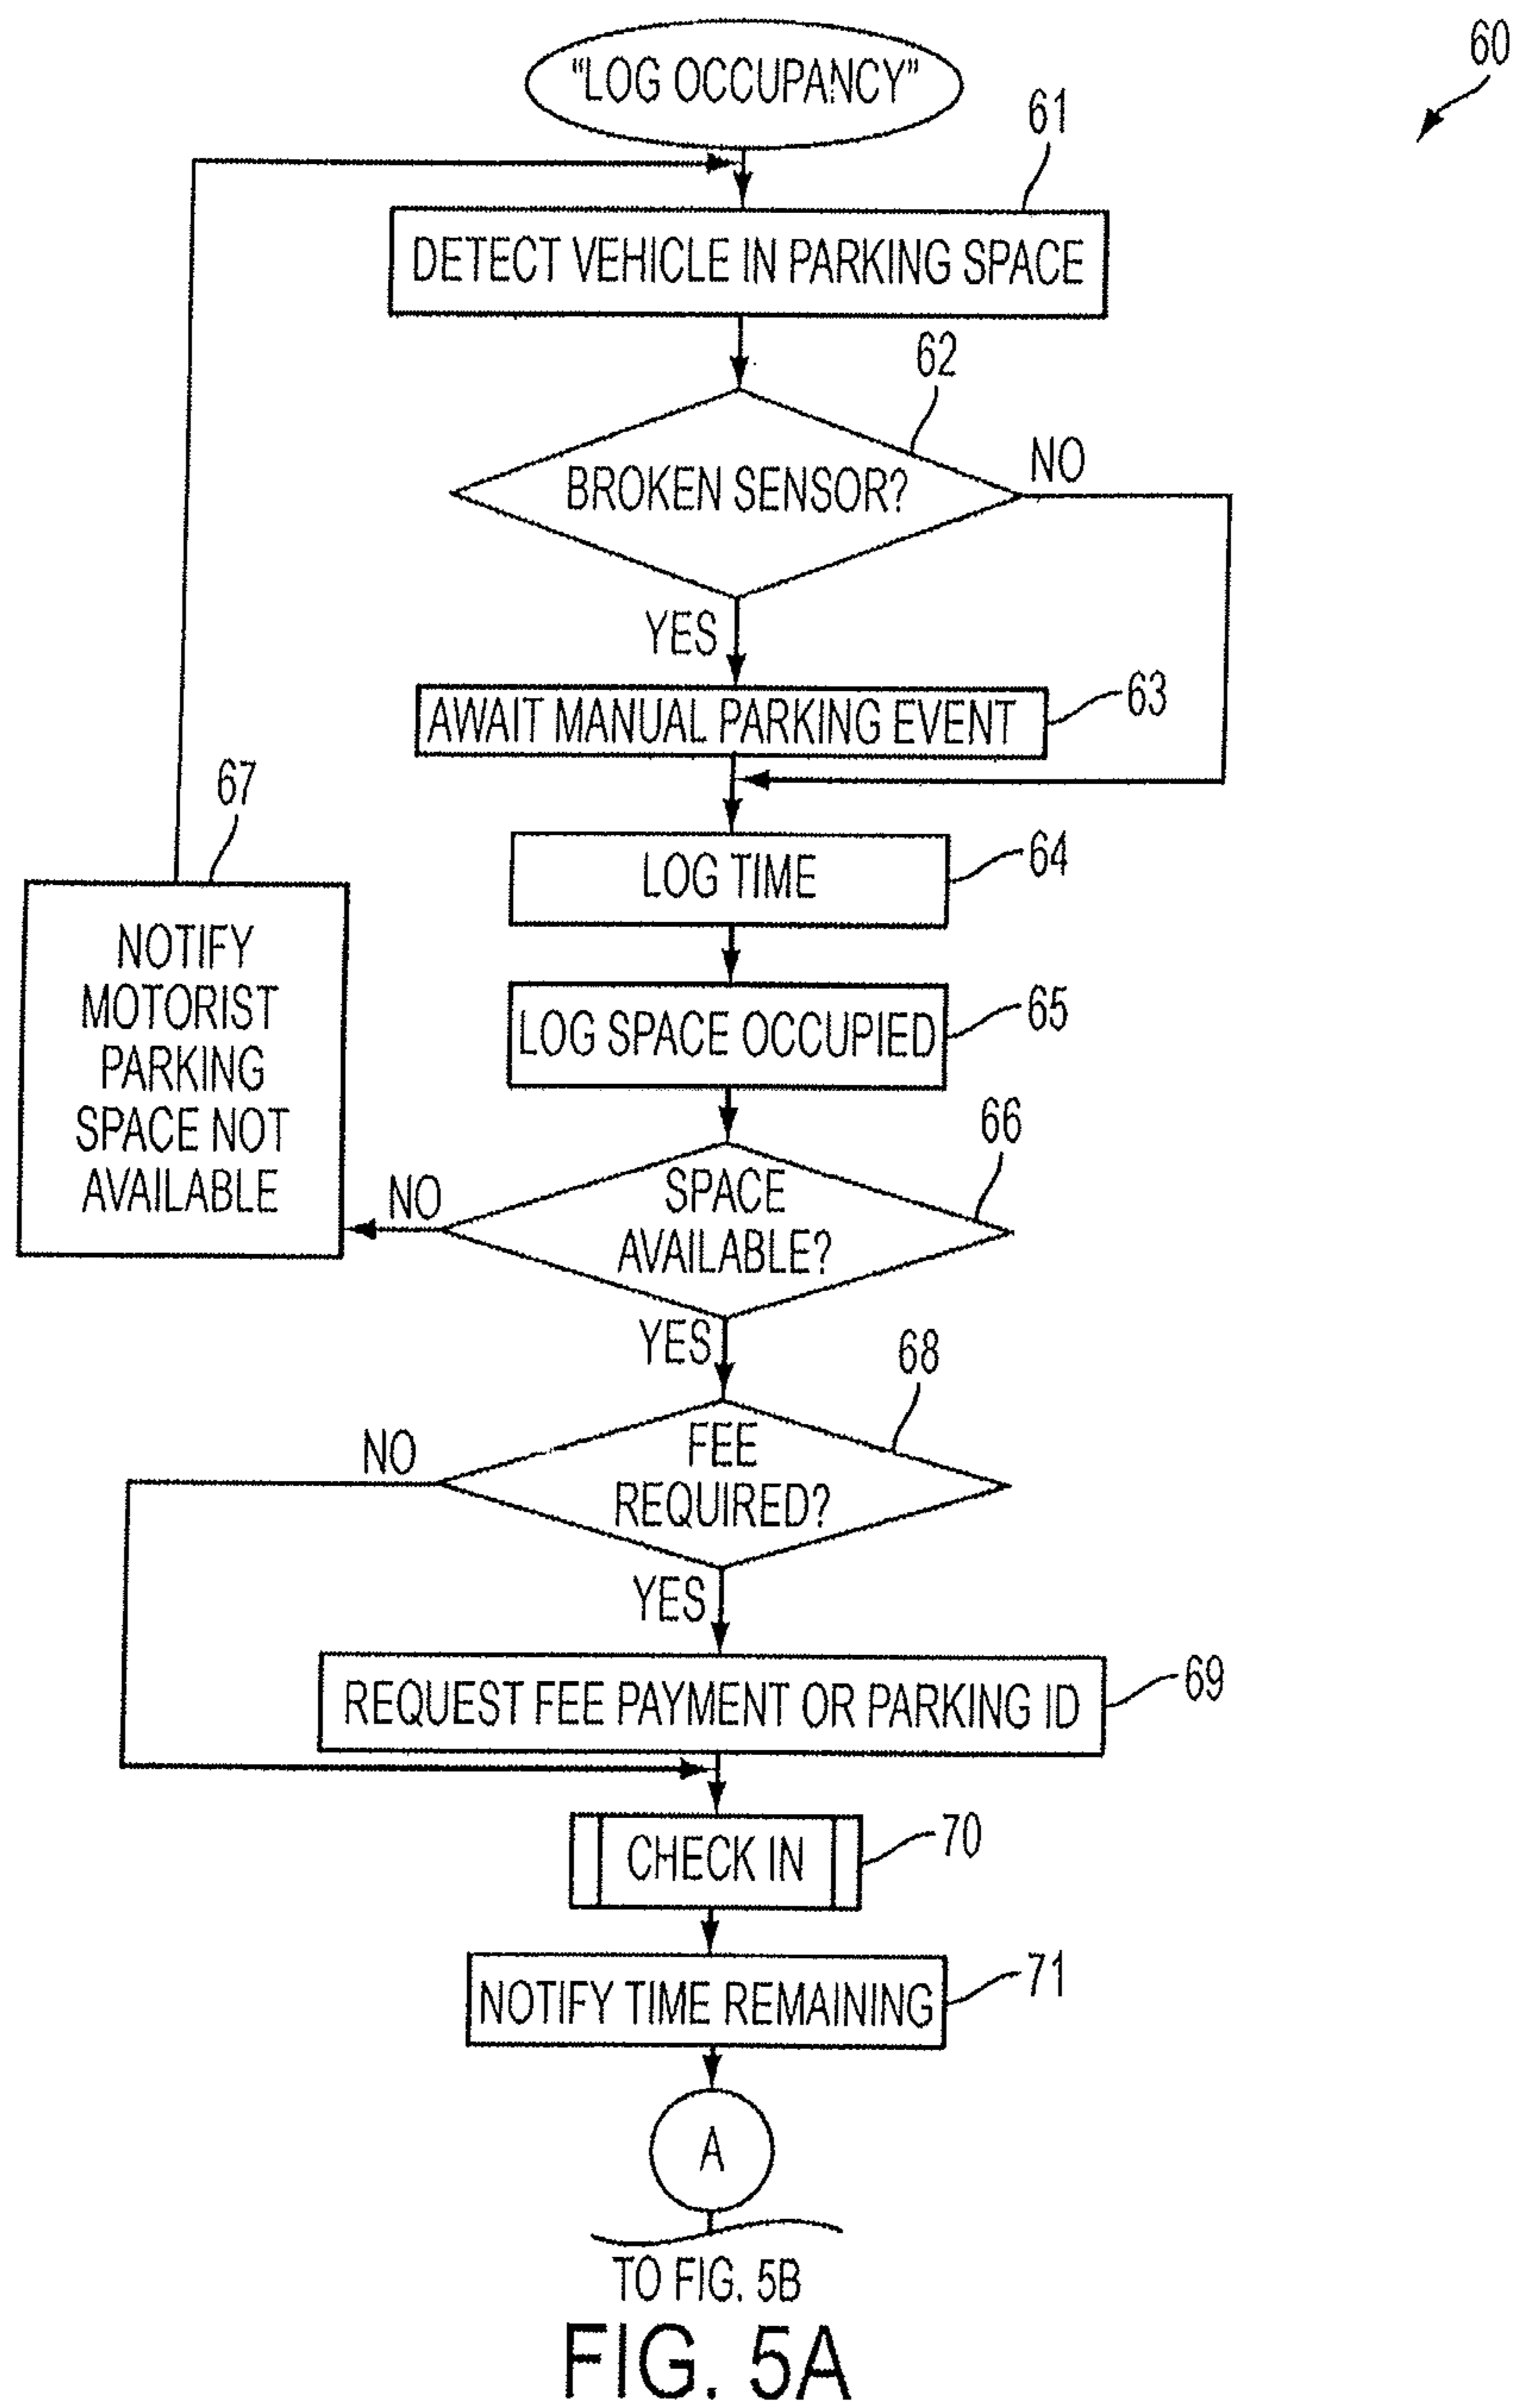 60
"LOG OCCUPANCY"
61
DETECT VEHICLE IN PARKING SPACE
62
BROKEN SENSOR?
NO
YES
AWAIT MANUAL PARKING EVENT
63
67
LOG TIME
64
NOTIFY
MOTORIST
PARKING
SPACE NOT
AVAILABLE
LOG SPACE OCCUPIED
65
66
SPACE
AVAILABLE?
NO
YES
68
FEE
REQUIRED?
NO
YES
REQUEST FEE PAYMENT OR PARKING ID
69
CHECK IN
70
NOTIFY TIME REMAINING
71
A
TO FIG. 5B
FIG. 5A